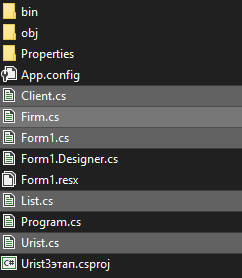 bin
obj
Properties
App.config
Client.cs
Firm.cs
Form1.cs
Form1.Designer.cs
Form1.resx
List.cs
Program.cs
Urist.cs
C# Urist3этап.csproj